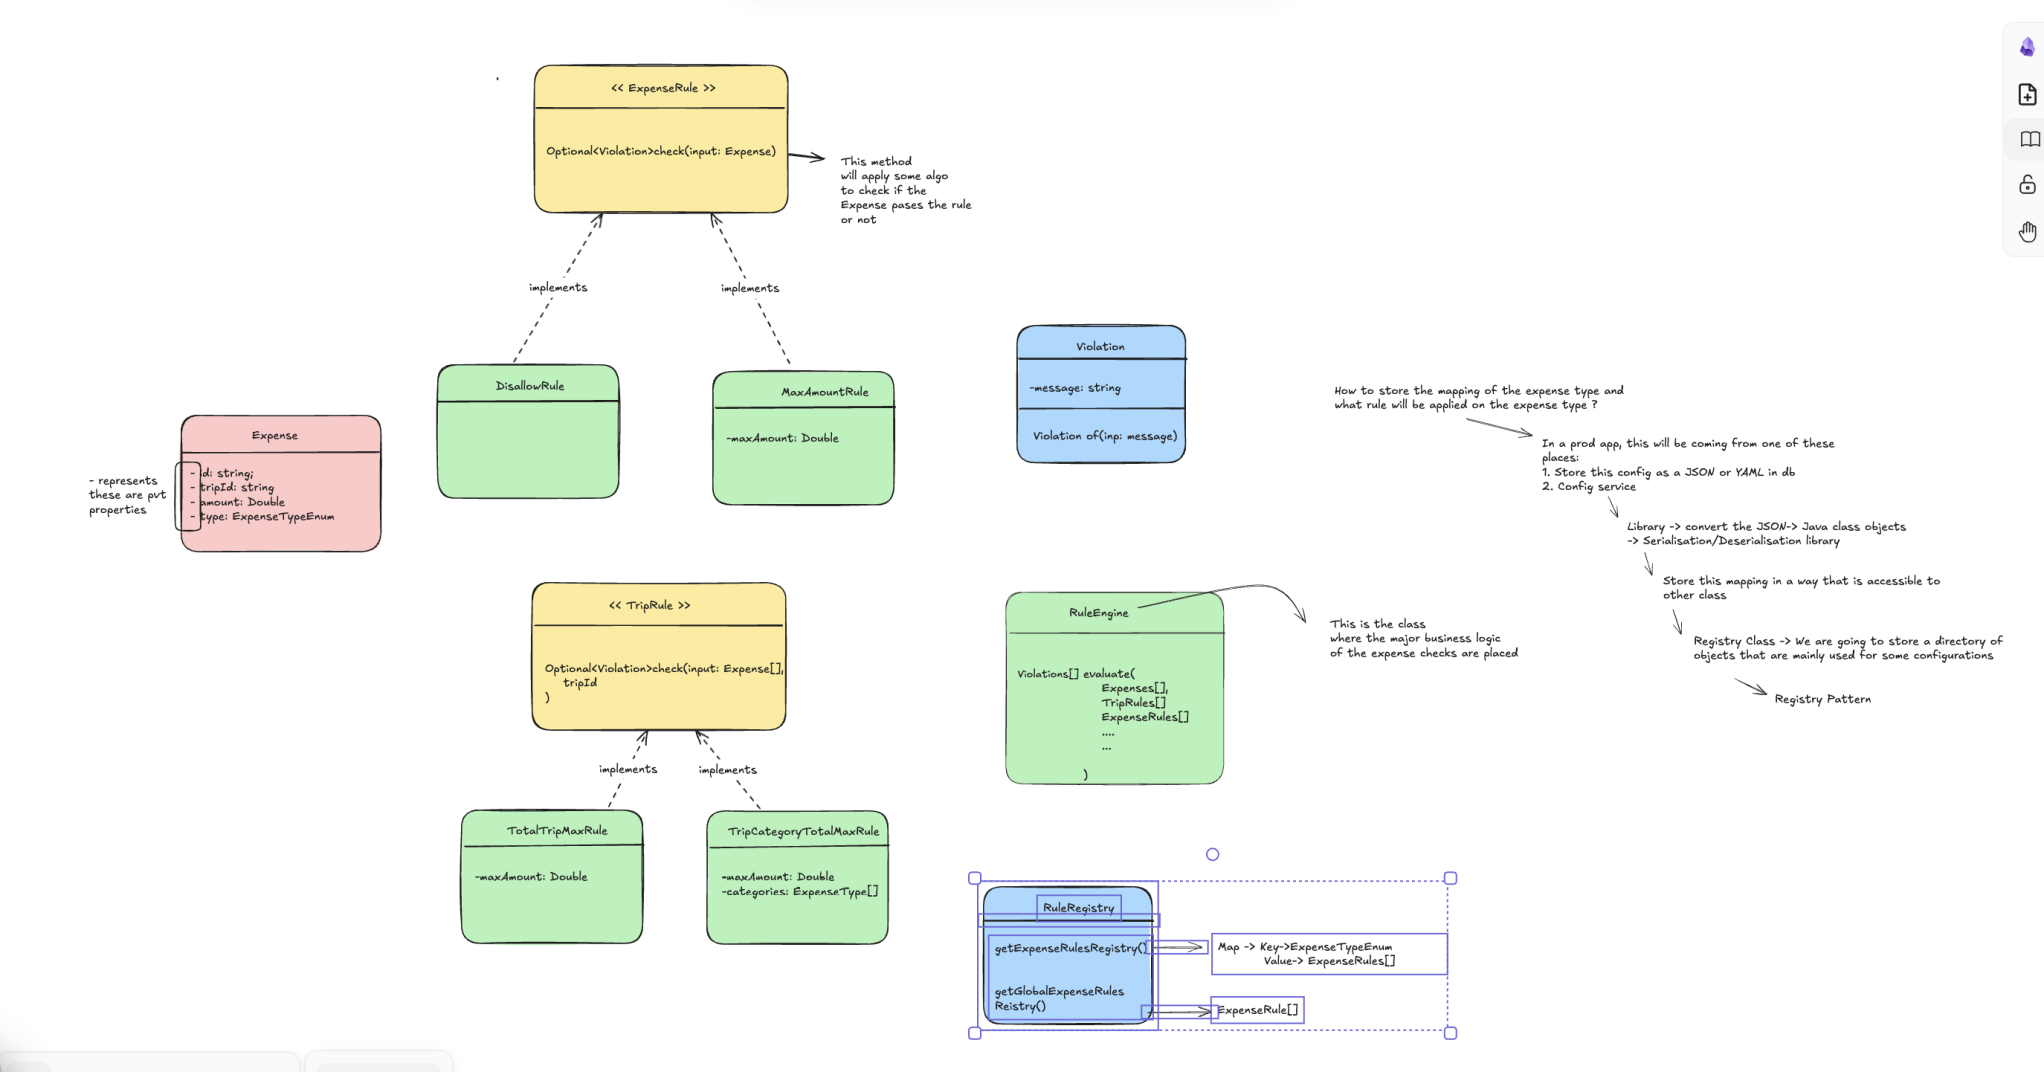 << ExpenseRule >>
Optional<Violation>check(input: Expense)
This method
will apply some algo
to check if the
Expense pases the rule
or not
implements
implements
DisallowRule
MaxAmountRule
-maxAmount: Double
Violation
-message: string
Violation of(inp: message)
Expense
- id: string;
- tripId: string
- amount: Double
- type: ExpenseTypeEnum
- represents
these are pvt
properties
How to store the mapping of the expense type and
what rule will be applied on the expense type ?
In a prod app, this will be coming from one of these
places:
1. Store this config as a JSON or YAML in db
2. Config service
Library -> convert the JSON-> Java class objects
-> Serialisation/Deserialisation library
Store this mapping in a way that is accessible to
other class
Registry Class -> We are going to store a directory of
objects that are mainly used for some configurations
Registry Pattern
<< TripRule >>
Optional<Violation>check(input: Expense[],
tripId
)
implements
implements
TotalTripMaxRule
-maxAmount: Double
TripCategoryTotalMaxRule
-maxAmount: Double
-categories: ExpenseType[]
RuleEngine
Violations[] evaluate(
Expenses[],
TripRules[]
ExpenseRules[]
....
...
)
This is the class
where the major business logic
of the expense checks are placed
RuleRegistry
getExpenseRulesRegistry()
Map -> Key->ExpenseTypeEnum
Value-> ExpenseRules[]
getGlobalExpenseRules
Reistry()
ExpenseRule[]